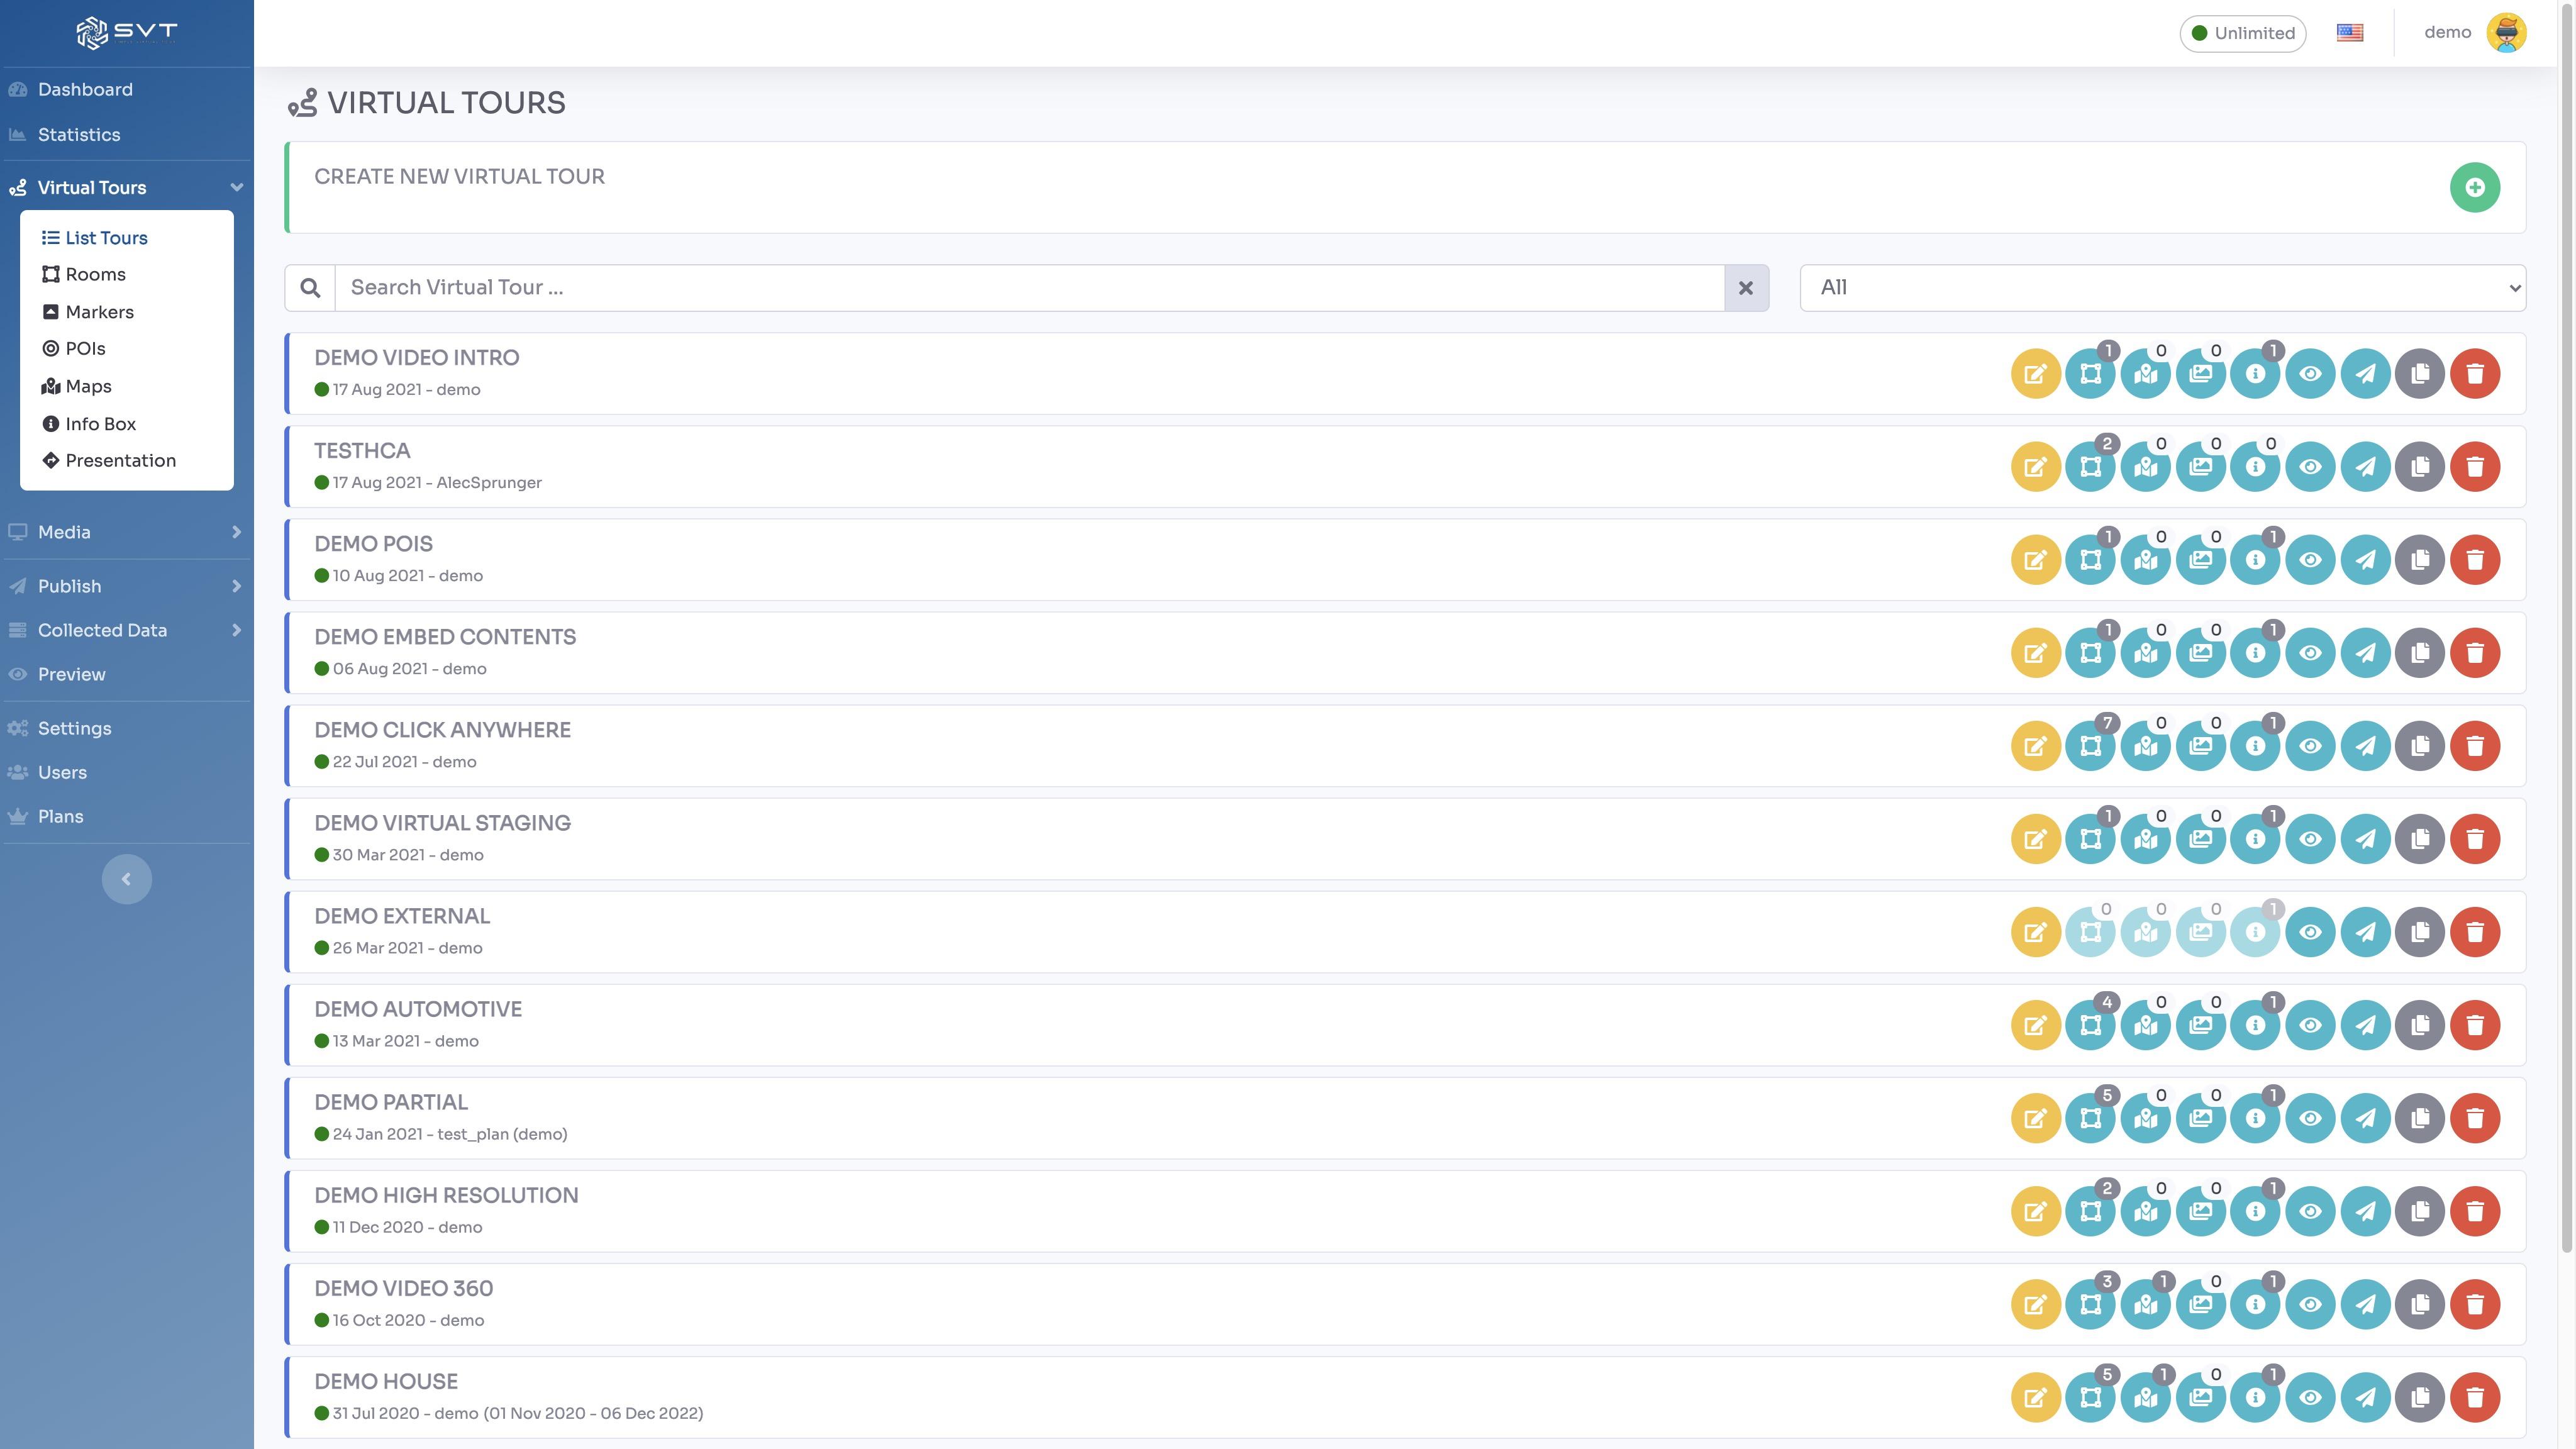 SVT
Unlimited
demo
Dashboard
Statistics
Virtual Tours
List Tours
Rooms
Markers
POIs
Maps
Info Box
Presentation
Media
Publish
Collected Data
Preview
Settings
Users
Plans
VIRTUAL TOURS
CREATE NEW VIRTUAL TOUR
Search Virtual Tour ...
All
DEMO VIDEO INTRO
17 Aug 2021 - demo
1 0 0 1
TESTHCA
17 Aug 2021 - AlecSprunger
2 0 0 0
DEMO POIS
10 Aug 2021 - demo
1 0 0 1
DEMO EMBED CONTENTS
06 Aug 2021 - demo
1 0 0 1
DEMO CLICK ANYWHERE
22 Jul 2021 - demo
7 0 0 1
DEMO VIRTUAL STAGING
30 Mar 2021 - demo
1 0 0 1
DEMO EXTERNAL
26 Mar 2021 - demo
0 0 0 1
DEMO AUTOMOTIVE
13 Mar 2021 - demo
4 0 0 1
DEMO PARTIAL
24 Jan 2021 - test_plan (demo)
5 0 0 1
DEMO HIGH RESOLUTION
11 Dec 2020 - demo
2 0 0 1
DEMO VIDEO 360
16 Oct 2020 - demo
3 1 0 1
DEMO HOUSE
31 Jul 2020 - demo (01 Nov 2020 - 06 Dec 2022)
5 1 0 1